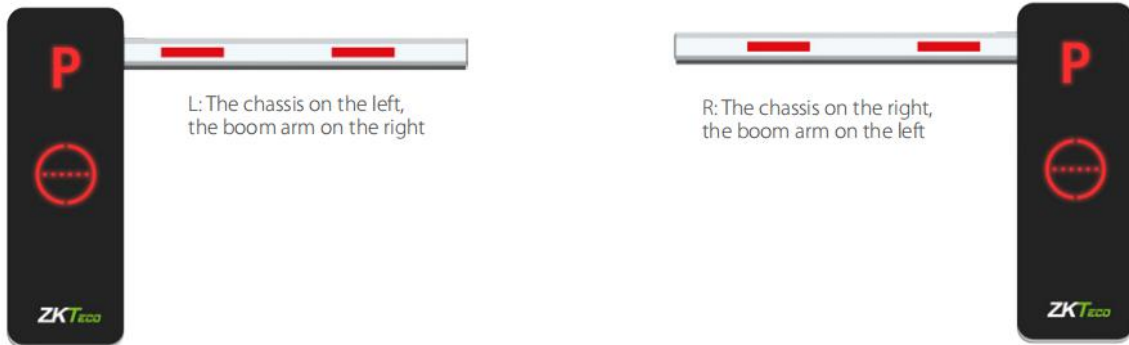 P
L: The chassis on the left,
the boom arm on the right
ZKTECO
P
R: The chassis on the right,
the boom arm on the left
ZKTECO